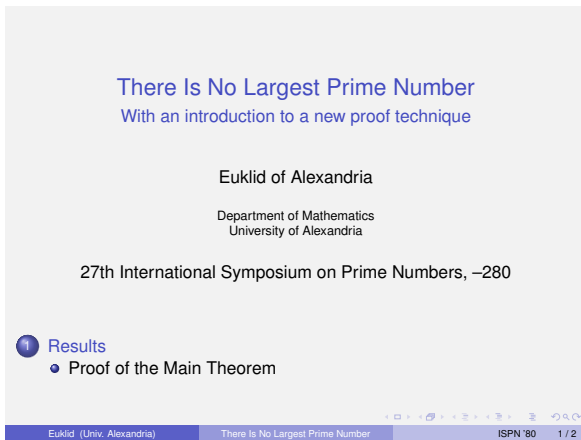 There Is No Largest Prime Number
With an introduction to a new proof technique
Euklid of Alexandria
Department of Mathematics
University of Alexandria
27th International Symposium on Prime Numbers, –280
1 Results
Proof of the Main Theorem
Euklid (Univ. Alexandria) There Is No Largest Prime Number ISPN ‘80 1 / 2